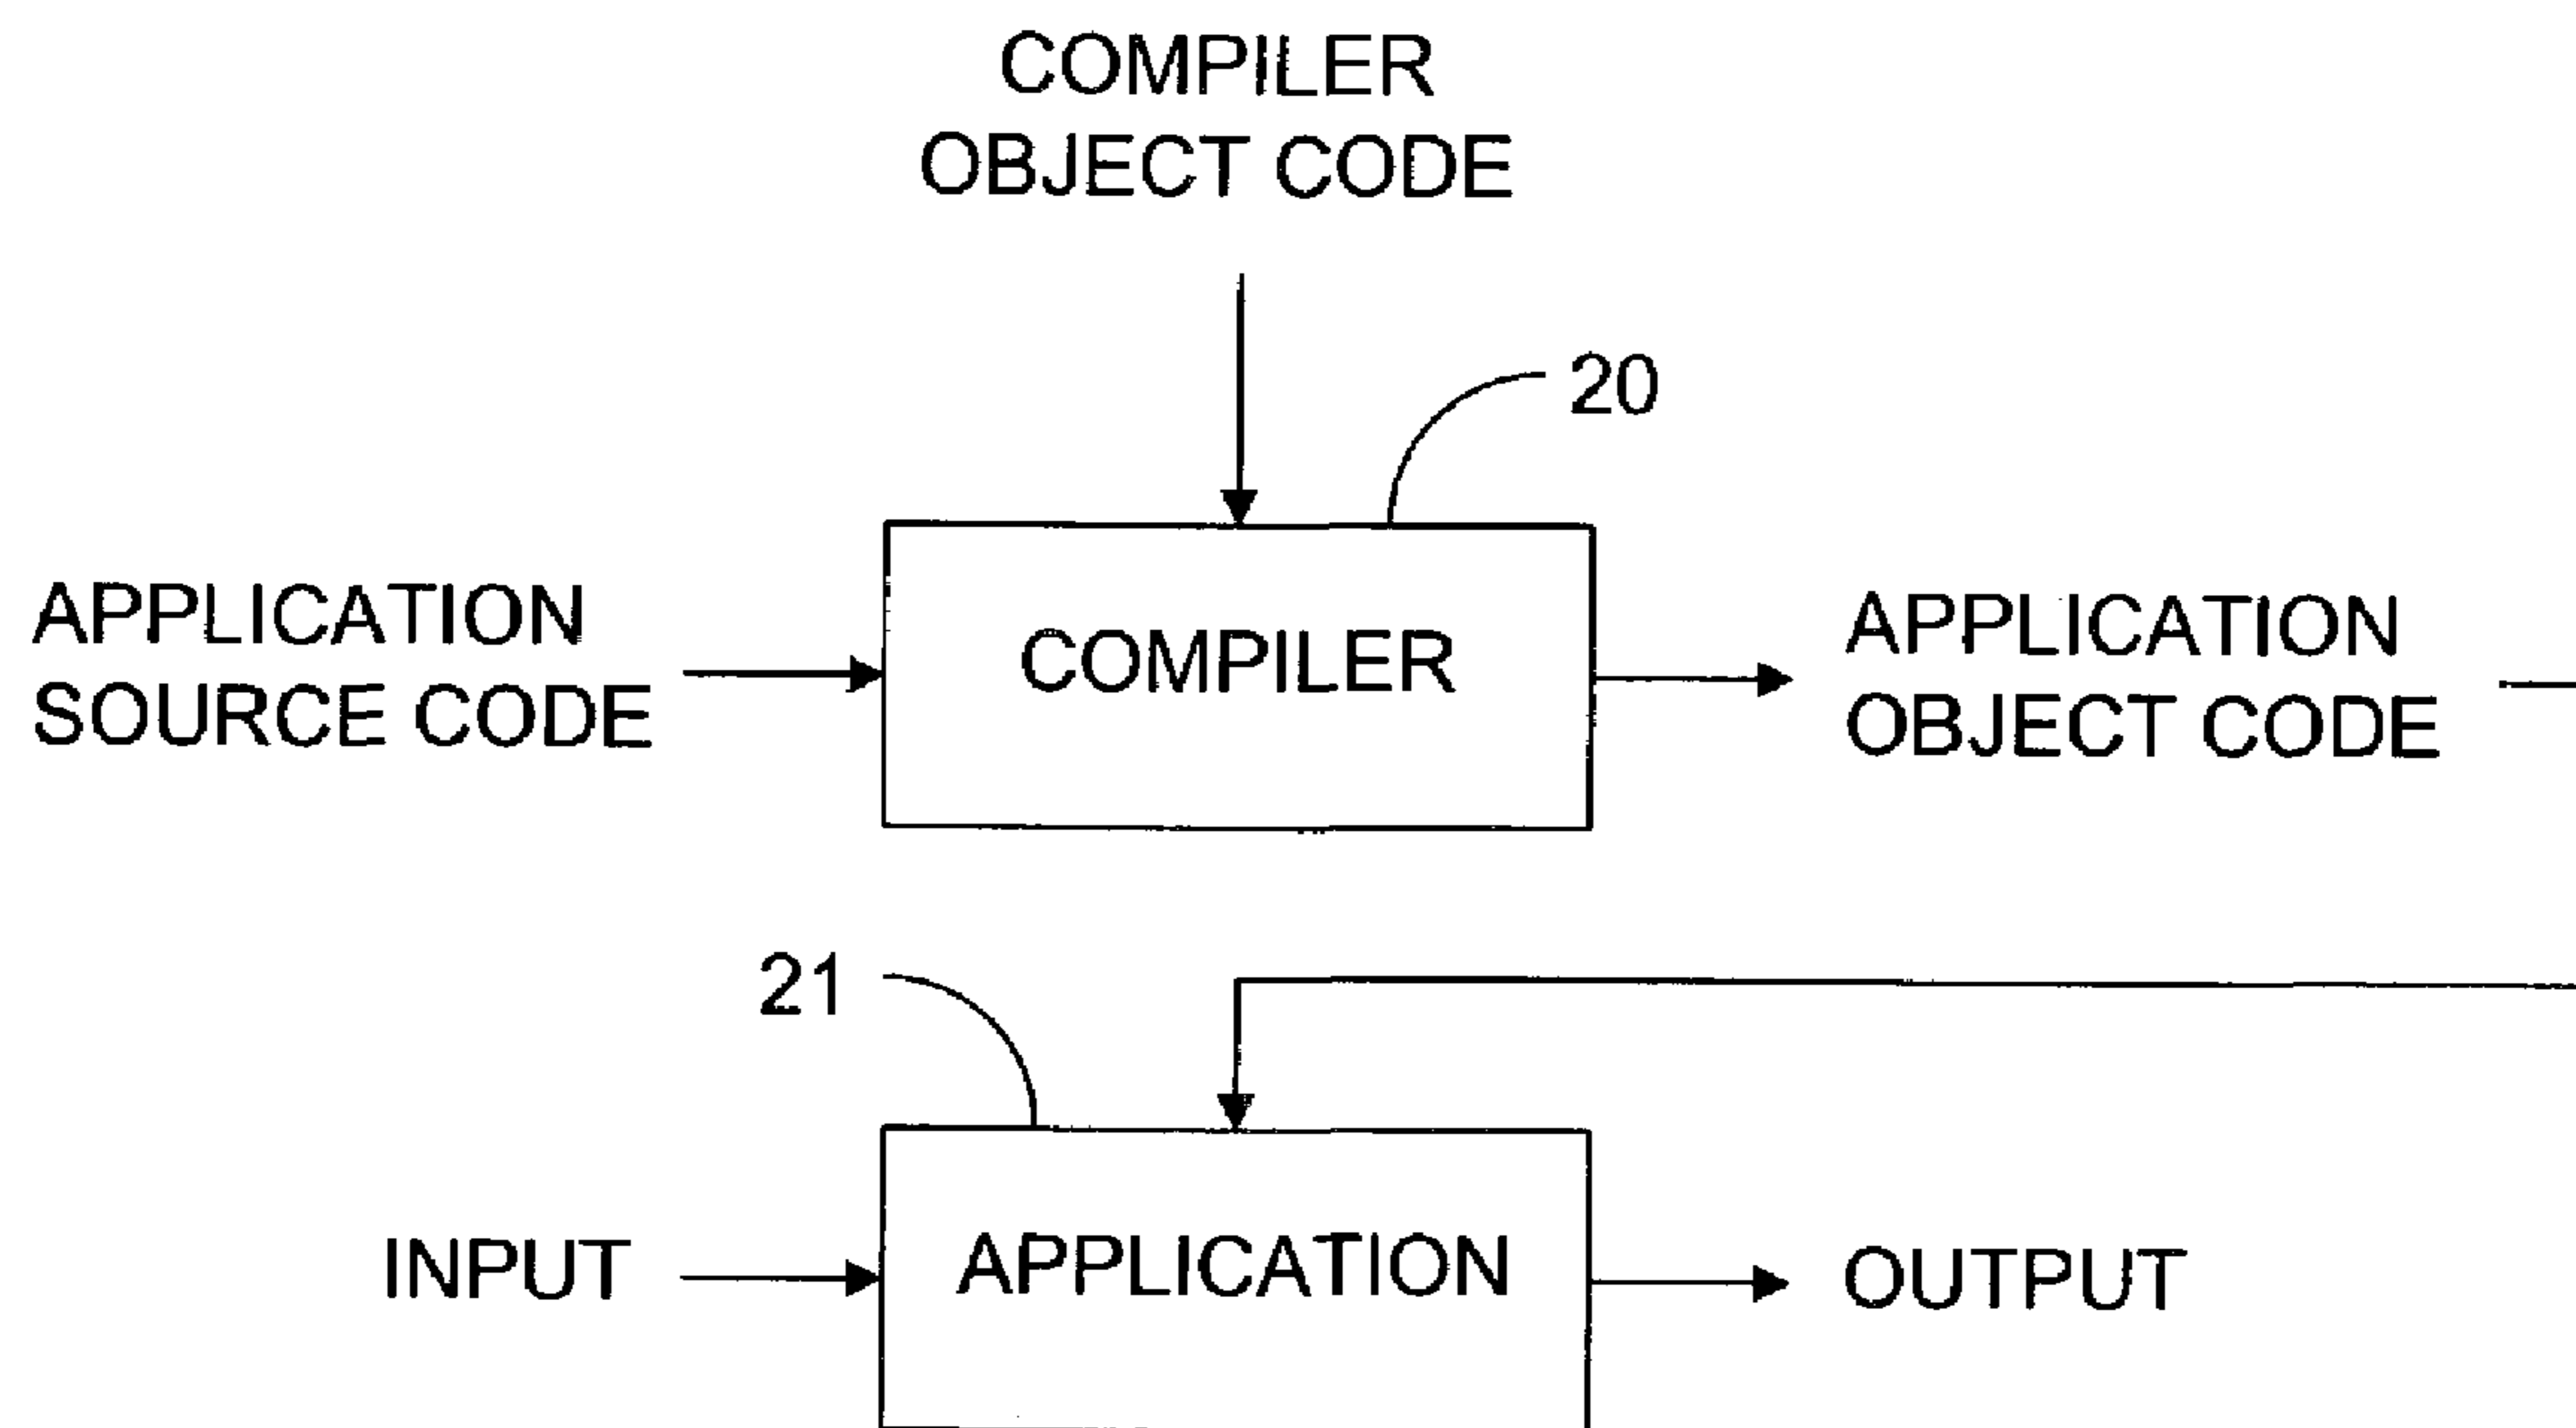 COMPILER
OBJECT CODE
20
APPLICATION
SOURCE CODE
COMPILER
APPLICATION
OBJECT CODE
21
INPUT
APPLICATION
OUTPUT